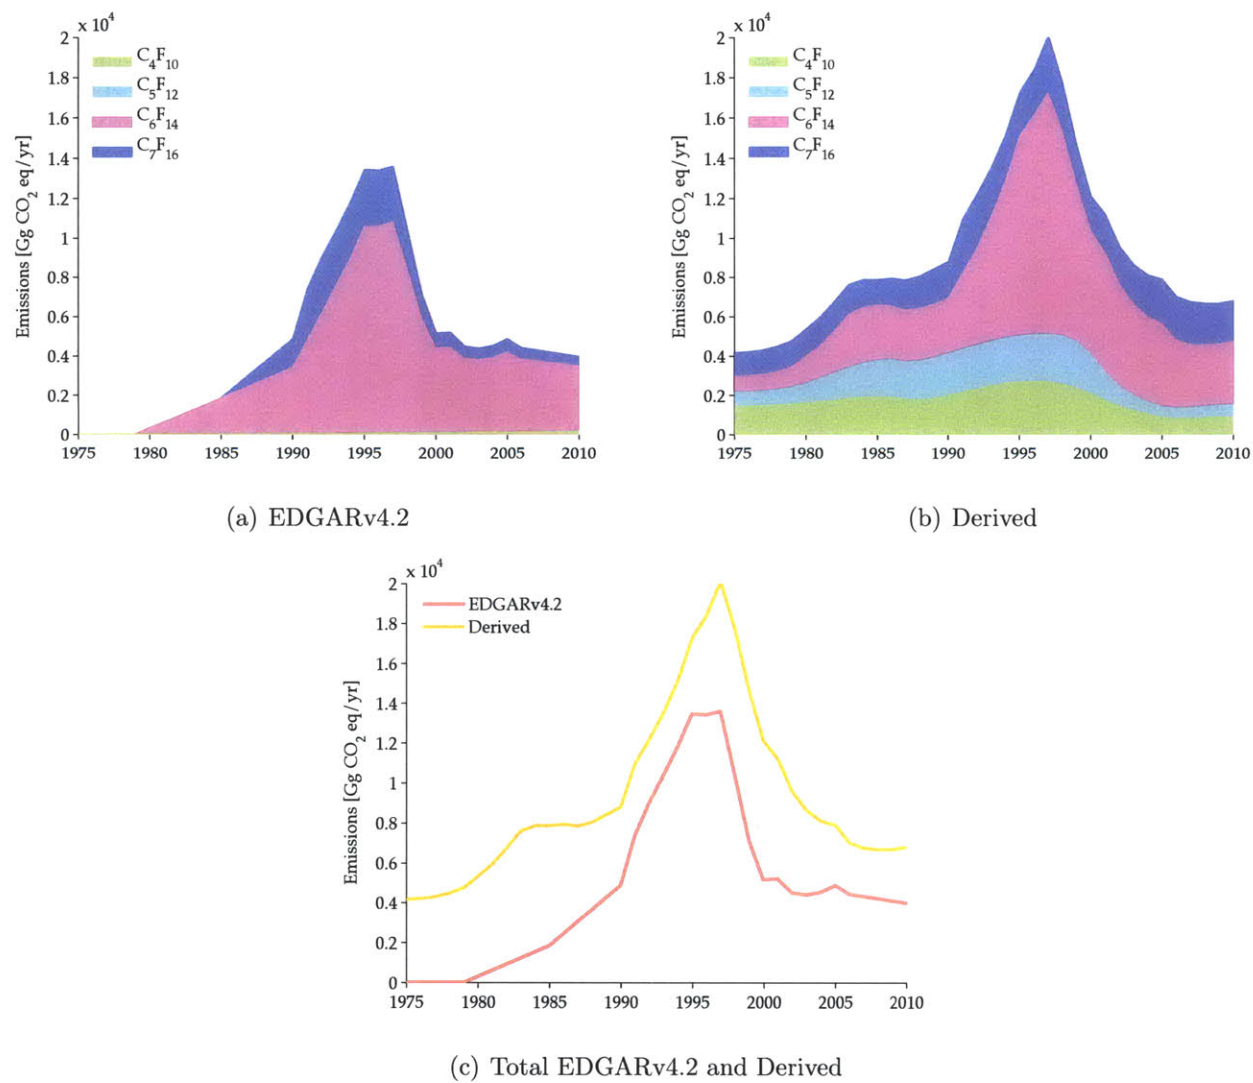 x 10⁴
2
1.8
1.6
1.4
1.2
1
0.8
0.6
0.4
0.2
0
Emissions [Gg CO₂ eq/yr]
C₄F₁₀
C₅F₁₂
C₆F₁₄
C₇F₁₆
1975 1980 1985 1990 1995 2000 2005 2010
(a) EDGARv4.2
x 10⁴
2
1.8
1.6
1.4
1.2
1
0.8
0.6
0.4
0.2
0
Emissions [Gg CO₂ eq/yr]
C₄F₁₀
C₅F₁₂
C₆F₁₄
C₇F₁₆
1975 1980 1985 1990 1995 2000 2005 2010
(b) Derived
x 10⁴
2
1.8
1.6
1.4
1.2
1
0.8
0.6
0.4
0.2
0
Emissions [Gg CO₂ eq/yr]
EDGARv4.2
Derived
1975 1980 1985 1990 1995 2000 2005 2010
(c) Total EDGARv4.2 and Derived